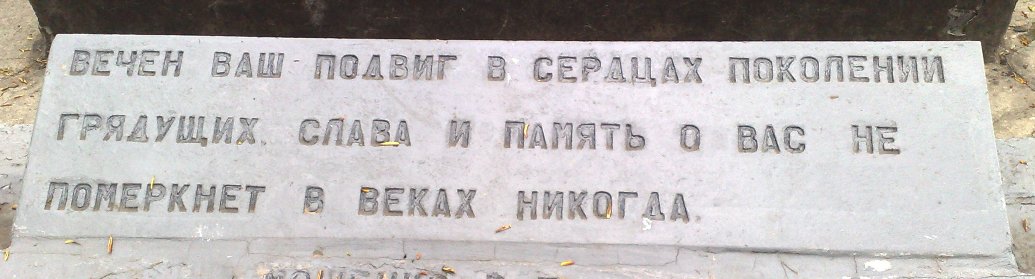 ВЕЧЕН ВАШ ПОДВИГ В СЕРДЦАХ ПОКОЛЕНИИ
ГРЯДУЩИХ. СЛАВА И ПАМЯТЬ О ВАС НЕ
ПОМЕРКНЕТ В ВЕКАХ НИКОГДА.